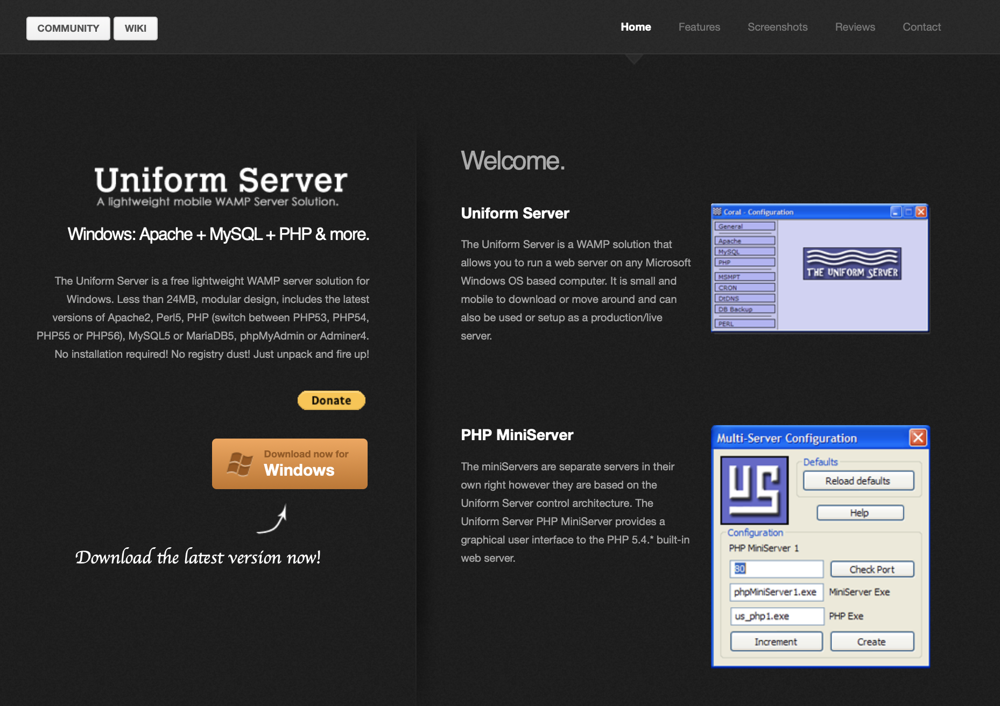 COMMUNITY WIKI
Home Features Screenshots Reviews Contact
Uniform Server
A lightweight mobile WAMP Server Solution.
Windows: Apache + MySQL + PHP & more.
The Uniform Server is a free lightweight WAMP server solution for
Windows. Less than 24MB, modular design, includes the latest
versions of Apache2, Perl5, PHP (switch between PHP53, PHP54,
PHP55 or PHP56), MySQL5 or MariaDB5, phpMyAdmin or Adminer4.
No installation required! No registry dust! Just unpack and fire up!
Donate
Download now for
Windows
Download the latest version now!
Welcome.
Uniform Server
The Uniform Server is a WAMP solution that
allows you to run a web server on any Microsoft
Windows OS based computer. It is small and
mobile to download or move around and can
also be used or setup as a production/live
server.
Coral - Configuration
General
Apache
MySQL
PHP
MSMPT
CRON
DtDNS
DB Backup
PERL
THE UNIFORM SERVER
PHP MiniServer
The miniServers are separate servers in their
own right however they are based on the
Uniform Server control architecture. The
Uniform Server PHP MiniServer provides a
graphical user interface to the PHP 5.4.* built-in
web server.
Multi-Server Configuration
US
Defaults
Reload defaults
Help
Configuration
PHP MiniServer 1
80 Check Port
phpMiniServer1.exe MiniServer Exe
us_php1.exe PHP Exe
Increment Create